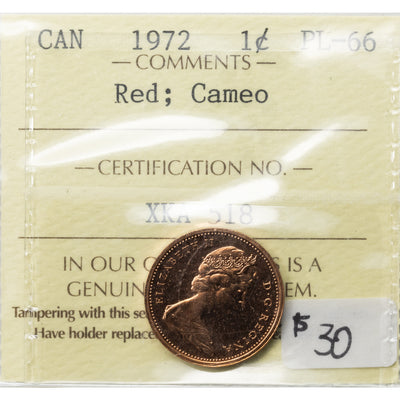 CAN 1972 1¢ PL-66
COMMENTS
Red; Cameo
CERTIFICATION NO.
XKA 518
IN OUR IS A
GENUIN EM.
Tampering with this se
Have holder replace
ELIZABETH II D·G·REGINA
$30